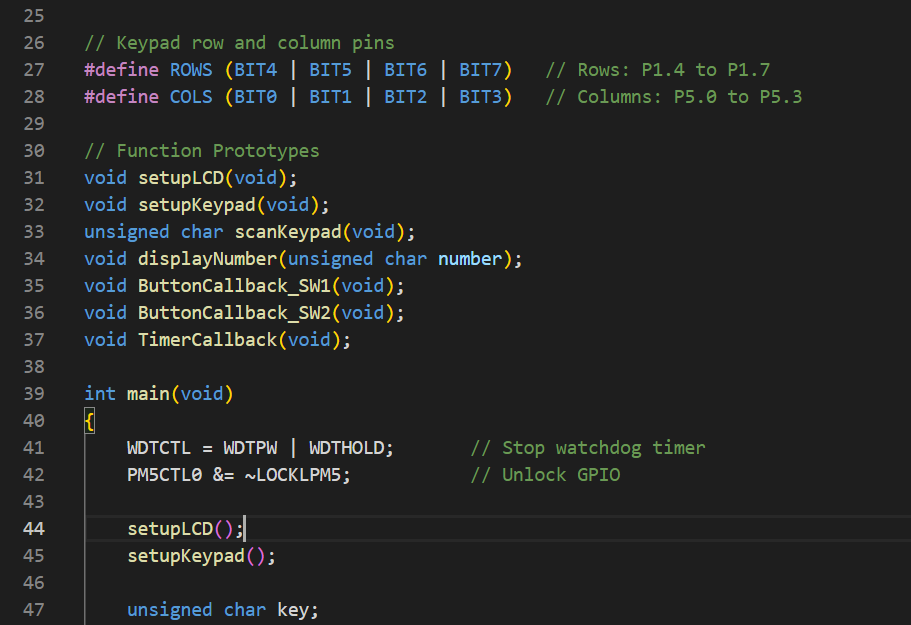 25
26 // Keypad row and column pins
27 #define ROWS (BIT4 | BIT5 | BIT6 | BIT7) // Rows: P1.4 to P1.7
28 #define COLS (BIT0 | BIT1 | BIT2 | BIT3) // Columns: P5.0 to P5.3
29
30 // Function Prototypes
31 void setupLCD(void);
32 void setupKeypad(void);
33 unsigned char scanKeypad(void);
34 void displayNumber(unsigned char number);
35 void ButtonCallback_SW1(void);
36 void ButtonCallback_SW2(void);
37 void TimerCallback(void);
38
39 int main(void)
40 {
41 WDTCTL = WDTPW | WDTHOLD; // Stop watchdog timer
42 PM5CTL0 &= ~LOCKLPM5; // Unlock GPIO
43
44 setupLCD();
45 setupKeypad();
46
47 unsigned char key;